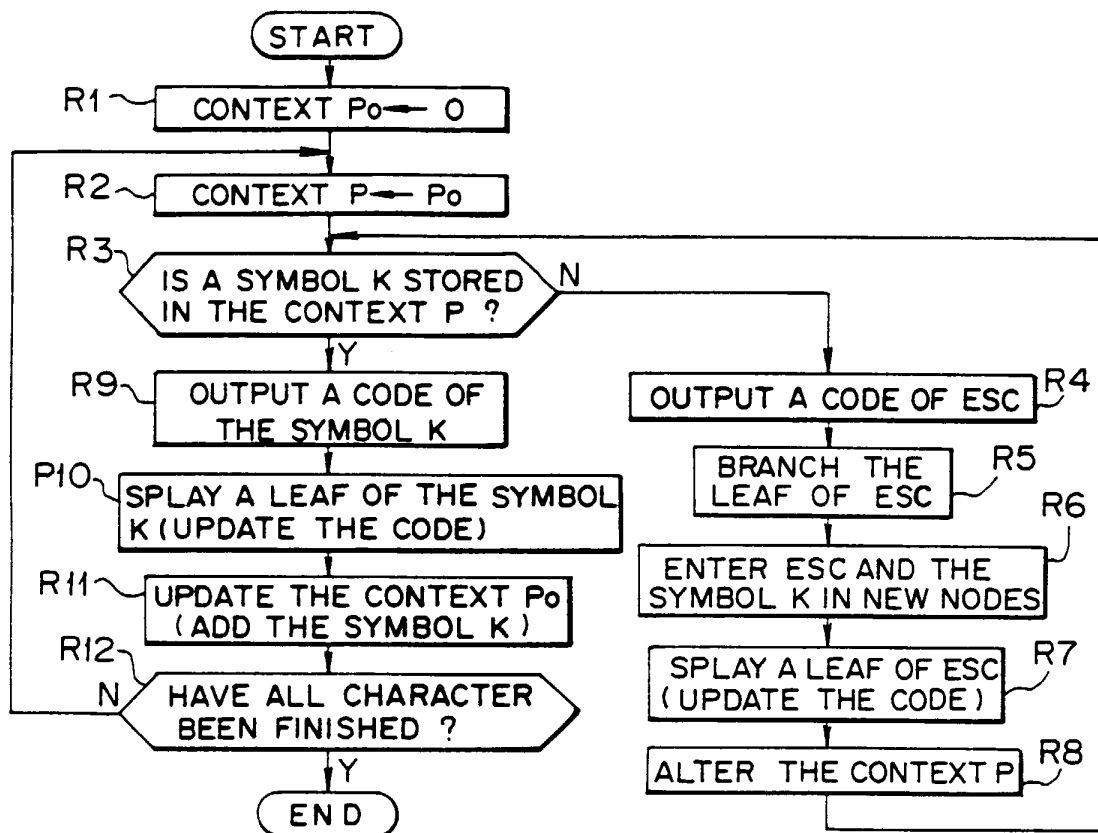 START
R1
CONTEXT Po ← O
R2
CONTEXT P ← Po
R3
IS A SYMBOL K STORED
IN THE CONTEXT P ?
N
Y
R9
OUTPUT A CODE OF
THE SYMBOL K
P10
SPLAY A LEAF OF THE SYMBOL
K (UPDATE THE CODE)
R11
UPDATE THE CONTEXT Po
(ADD THE SYMBOL K)
R12
N
HAVE ALL CHARACTER
BEEN FINISHED ?
Y
END
R4
OUTPUT A CODE OF ESC
R5
BRANCH THE
LEAF OF ESC
R6
ENTER ESC AND THE
SYMBOL K IN NEW NODES
R7
SPLAY A LEAF OF ESC
(UPDATE THE CODE)
R8
ALTER THE CONTEXT P